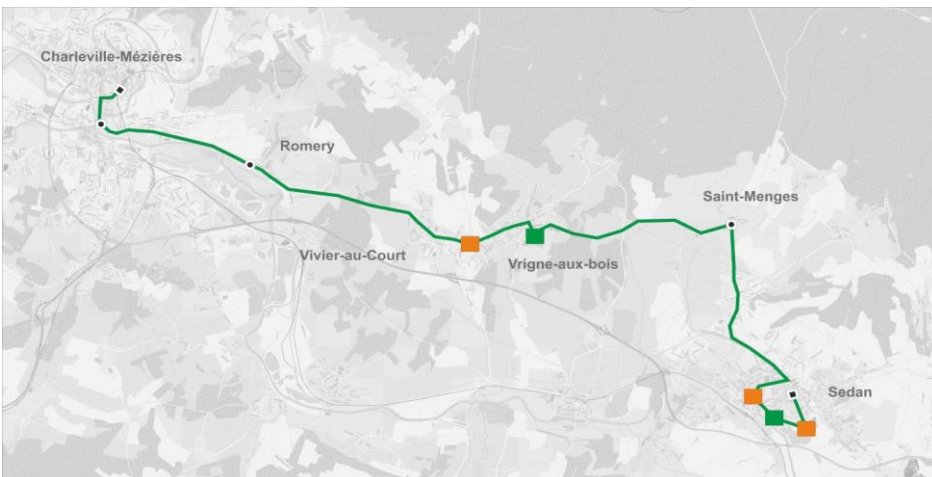 Charleville-Mézières
Romery
Saint-Menges
Vivier-au-Court
Vrigne-aux-bois
Sedan